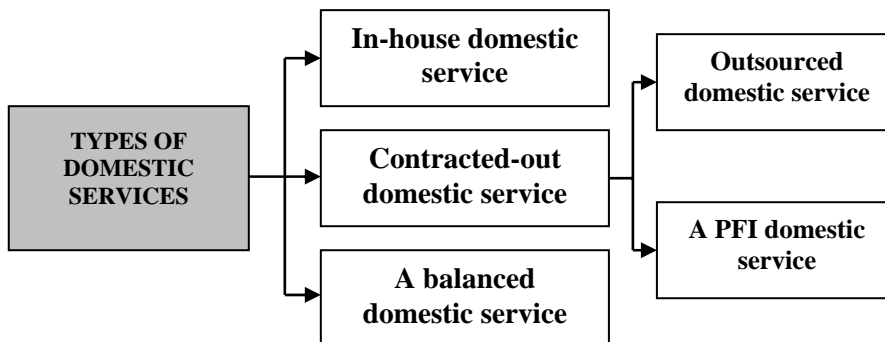 TYPES OF
DOMESTIC
SERVICES
In-house domestic
service
Contracted-out
domestic service
A balanced
domestic service
Outsourced
domestic service
A PFI domestic
service